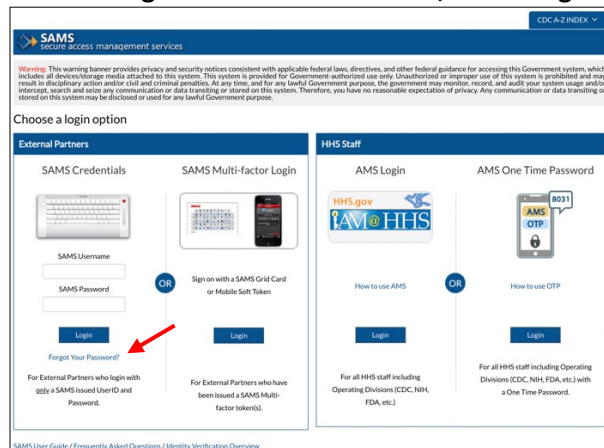 CDC A-Z INDEX
SAMS
secure access management services
Warning: This warning banner provides privacy and security notices consistent with applicable federal laws, directives, and other federal guidance for accessing this Government system, which
includes all devices/storage media attached to this system. This system is provided for Government-authorized use only. Unauthorized or improper use of this system is prohibited and may
result in disciplinary action and/or civil and criminal penalties. At any time, and for any lawful Government purpose, the government may monitor, record, and audit your system usage and/or
intercept, search and seize any communication or data transiting or stored on this system. Therefore, you have no reasonable expectation of privacy. Any communication or data transiting or
stored on this system may be disclosed or used for any lawful Government purpose.
Choose a login option
External Partners
HHS Staff
SAMS Credentials
SAMS Multi-factor Login
AMS Login
AMS One Time Password
HHS.gov
IAM@HHS
8031
AMS
OTP
SAMS Username
SAMS Password
OR
Sign on with a SAMS Grid Card
or Mobile Soft Token
How to use AMS
OR
How to use OTP
Login
Login
Login
Login
Forgot Your Password?
For External Partners who login with
only a SAMS issued UserID and
Password.
For External Partners who have
been issued a SAMS Multi-
factor token(s).
For all HHS staff including
Operating Divisions (CDC, NIH,
FDA, etc.)
For all HHS staff including Operating
Divisions (CDC, NIH, FDA, etc.) with
a One Time Password.
SAMS User Guide / Frequently Asked Questions / Identity Verification Overview